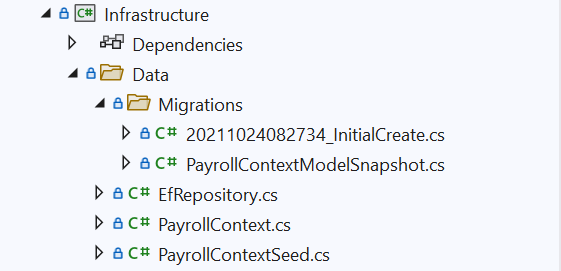 Infrastructure
Dependencies
Data
Migrations
20211024082734_InitialCreate.cs
PayrollContextModelSnapshot.cs
EfRepository.cs
PayrollContext.cs
PayrollContextSeed.cs